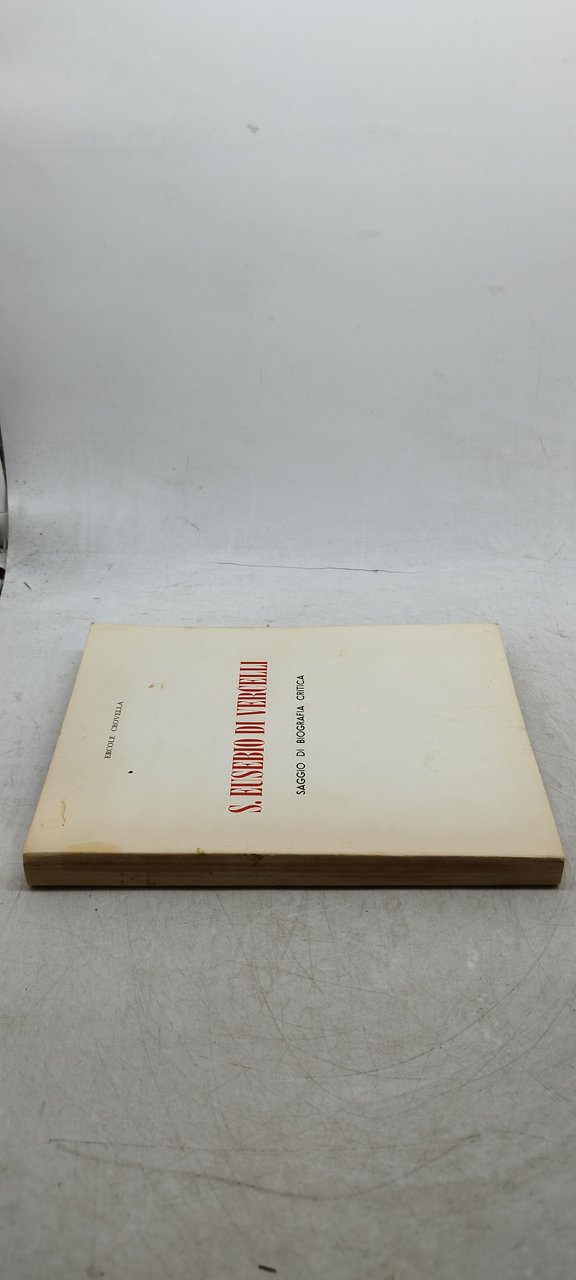 ERCOLE CROVELLA
S. EUSEBIO DI VERCELLI
SAGGIO DI BIOGRAFIA CRITICA